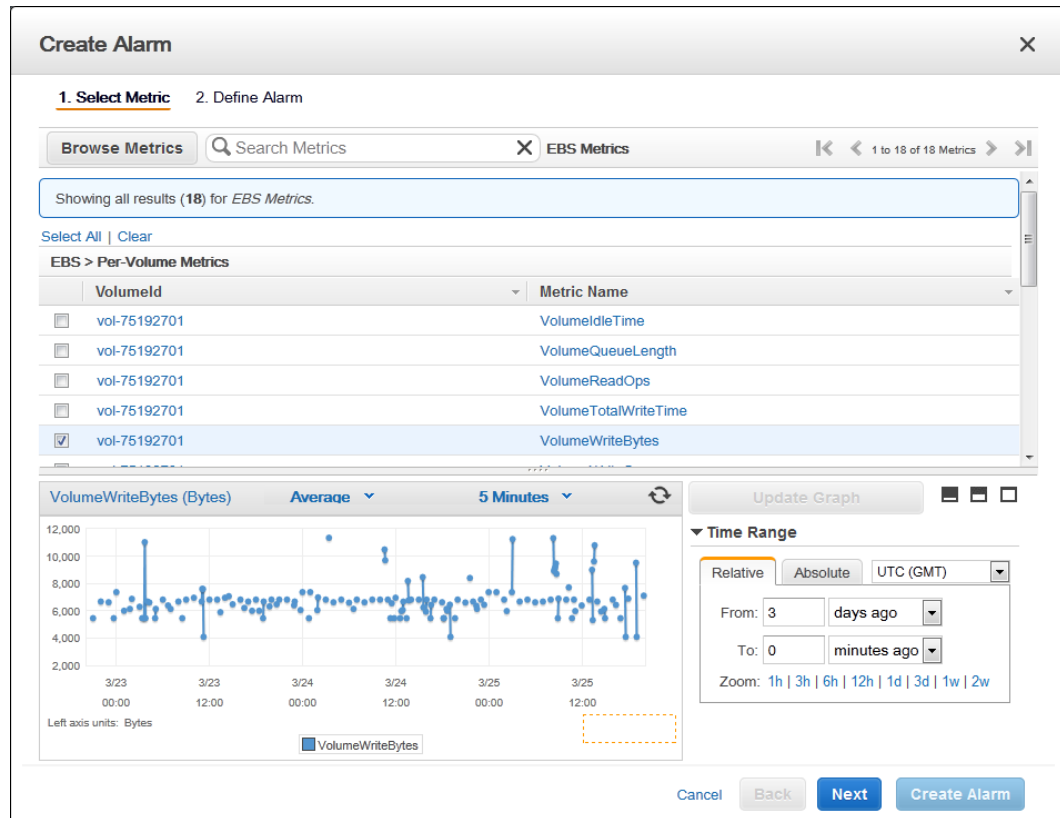 Create Alarm
1. Select Metric 2. Define Alarm
Browse Metrics Search Metrics EBS Metrics 1 to 18 of 18 Metrics
Showing all results (18) for EBS Metrics.
Select All | Clear
EBS > Per-Volume Metrics
VolumeId Metric Name
vol-75192701 VolumeIdleTime
vol-75192701 VolumeQueueLength
vol-75192701 VolumeReadOps
vol-75192701 VolumeTotalWriteTime
vol-75192701 VolumeWriteBytes
VolumeWriteBytes (Bytes) Average 5 Minutes Update Graph
Time Range
12,000
10,000
8,000
6,000
4,000
2,000
3/23 3/23 3/24 3/24 3/25 3/25
00:00 12:00 00:00 12:00 00:00 12:00
Left axis units: Bytes
VolumeWriteBytes
Relative Absolute UTC (GMT)
From: 3 days ago
To: 0 minutes ago
Zoom: 1h | 3h | 6h | 12h | 1d | 3d | 1w | 2w
Cancel Back Next Create Alarm